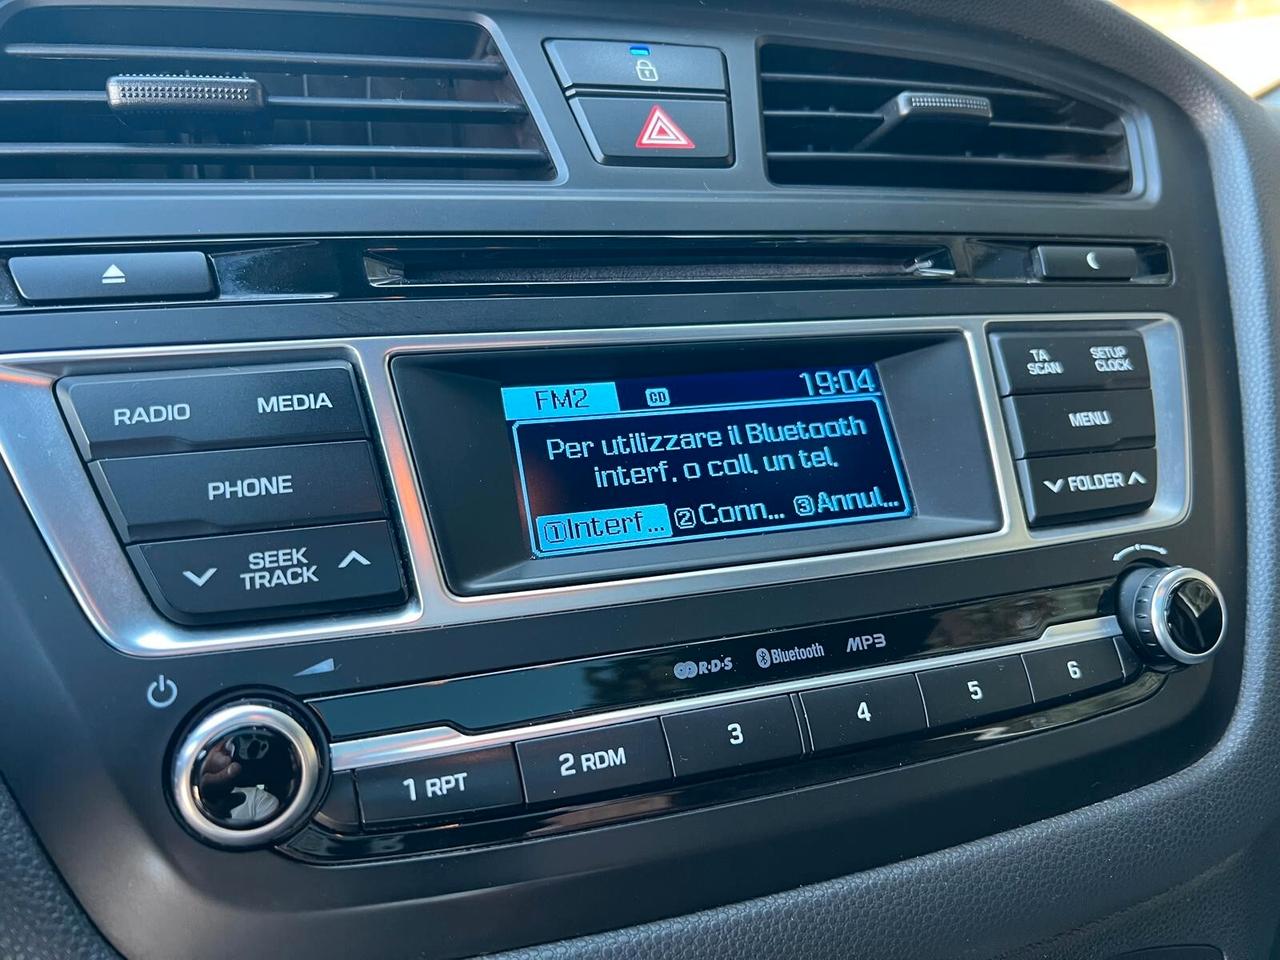 RADIO MEDIA
PHONE
SEEK
TRACK
FM2 CD 19:04
Per utilizzare il Bluetooth
interf. o coll. un tel.
1Interf... 2Conn... 3Annul...
TA
SCAN
SETUP
CLOCK
MENU
FOLDER
R·D·S Bluetooth MP3
1 RPT 2 RDM 3 4 5 6